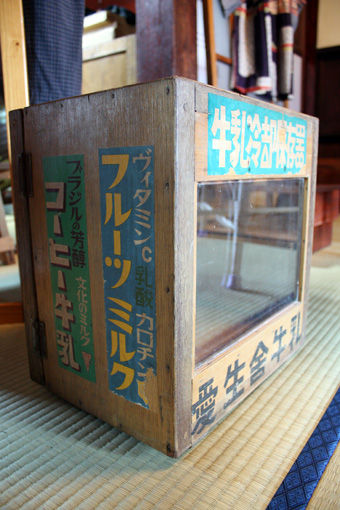 牛乳冷却保存器
愛生舎牛乳
ヴィタミンC 乳酸 カロチン
フルーツミルク
ブラジルの芳醇 文化のミルク!
コーヒー牛乳